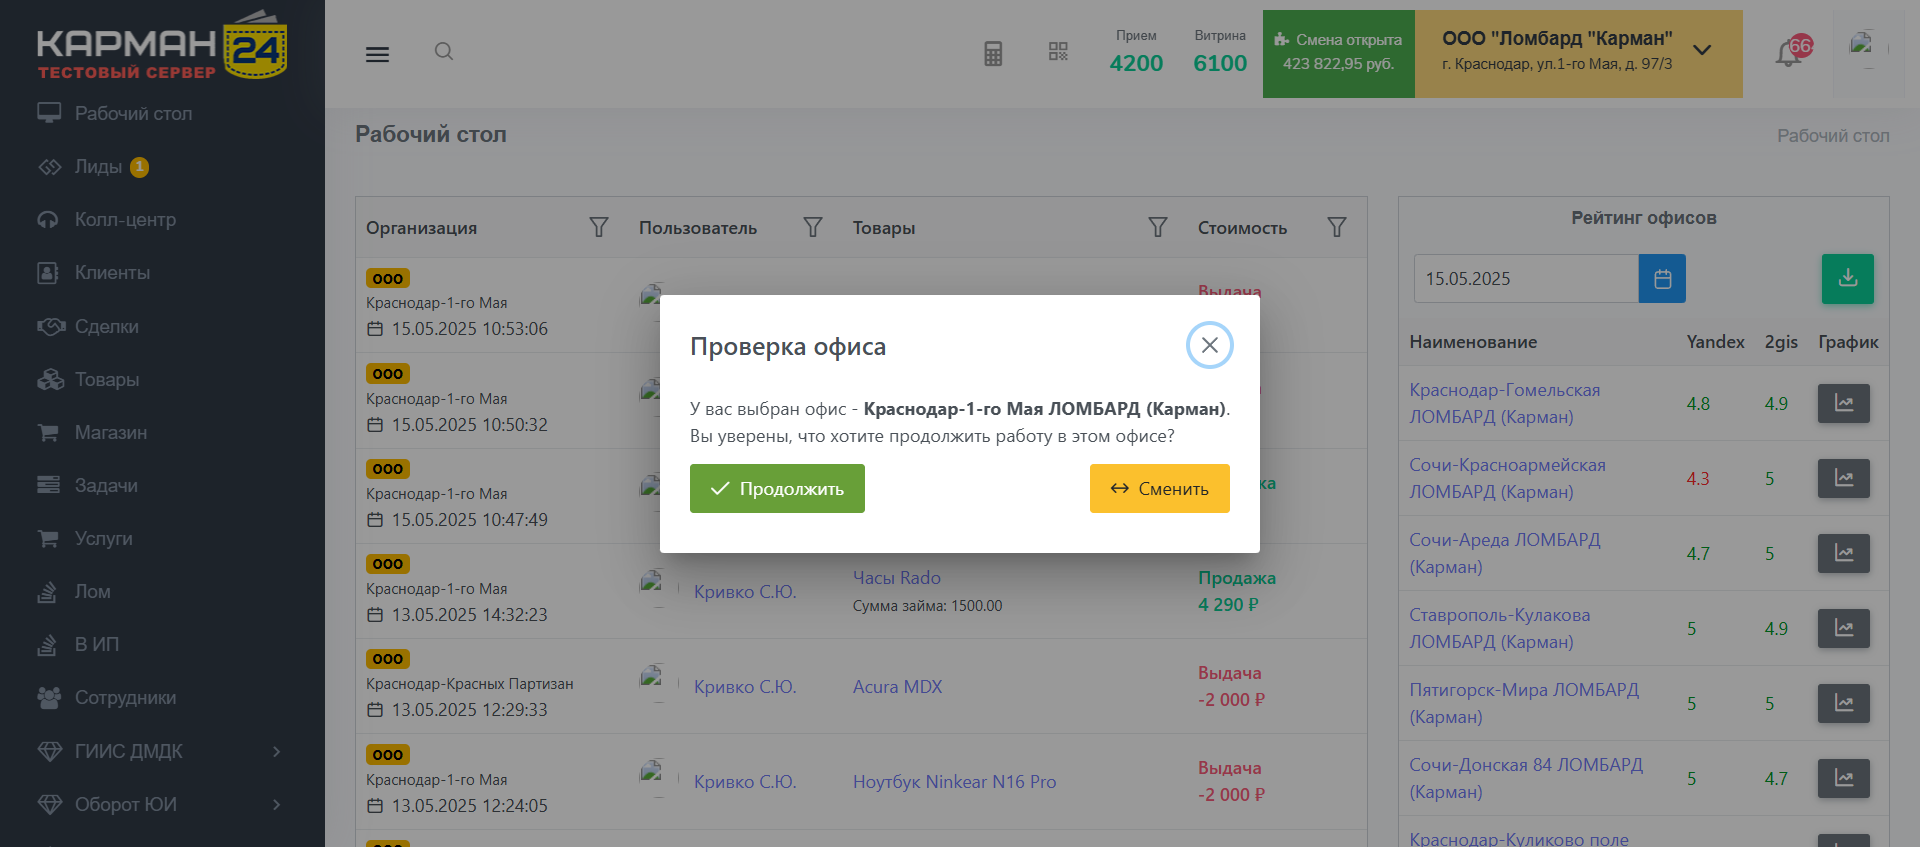 КАРМАН 24
ТЕСТОВЫЙ СЕРВЕР
Рабочий стол
Лиды 1
Колл-центр
Клиенты
Сделки
Товары
Магазин
Задачи
Услуги
Лом
В ИП
Сотрудники
ГИИС ДМДК
Оборот ЮИ
Прием
4200
Витрина
6100
Смена открыта
423 822,95 руб.
ООО "Ломбард "Карман"
г. Краснодар, ул.1-го Мая, д. 97/3
Рабочий стол
Рабочий стол
Организация Пользователь Товары Стоимость
ООО
Краснодар-1-го Мая
15.05.2025 10:53:06
Выдача
ООО
Краснодар-1-го Мая
15.05.2025 10:50:32
ООО
Краснодар-1-го Мая
15.05.2025 10:47:49
ООО
Краснодар-1-го Мая
13.05.2025 14:32:23
Кривко С.Ю.
Часы Rado
Сумма займа: 1500.00
Продажа
4 290 ₽
ООО
Краснодар-Красных Партизан
13.05.2025 12:29:33
Кривко С.Ю.
Acura MDX
Выдача
-2 000 ₽
ООО
Краснодар-1-го Мая
13.05.2025 12:24:05
Кривко С.Ю.
Ноутбук Ninkear N16 Pro
Выдача
-2 000 ₽
ООО
Проверка офиса
У вас выбран офис - Краснодар-1-го Мая ЛОМБАРД (Карман).
Вы уверены, что хотите продолжить работу в этом офисе?
Продолжить
Сменить
Рейтинг офисов
15.05.2025
Наименование Yandex 2gis График
Краснодар-Гомельская
ЛОМБАРД (Карман)
4.8 4.9
Сочи-Красноармейская
ЛОМБАРД (Карман)
4.3 5
Сочи-Ареда ЛОМБАРД
(Карман)
4.7 5
Ставрополь-Кулакова
ЛОМБАРД (Карман)
5 4.9
Пятигорск-Мира ЛОМБАРД
(Карман)
5 5
Сочи-Донская 84 ЛОМБАРД
(Карман)
5 4.7
Краснодар-Куликово поле